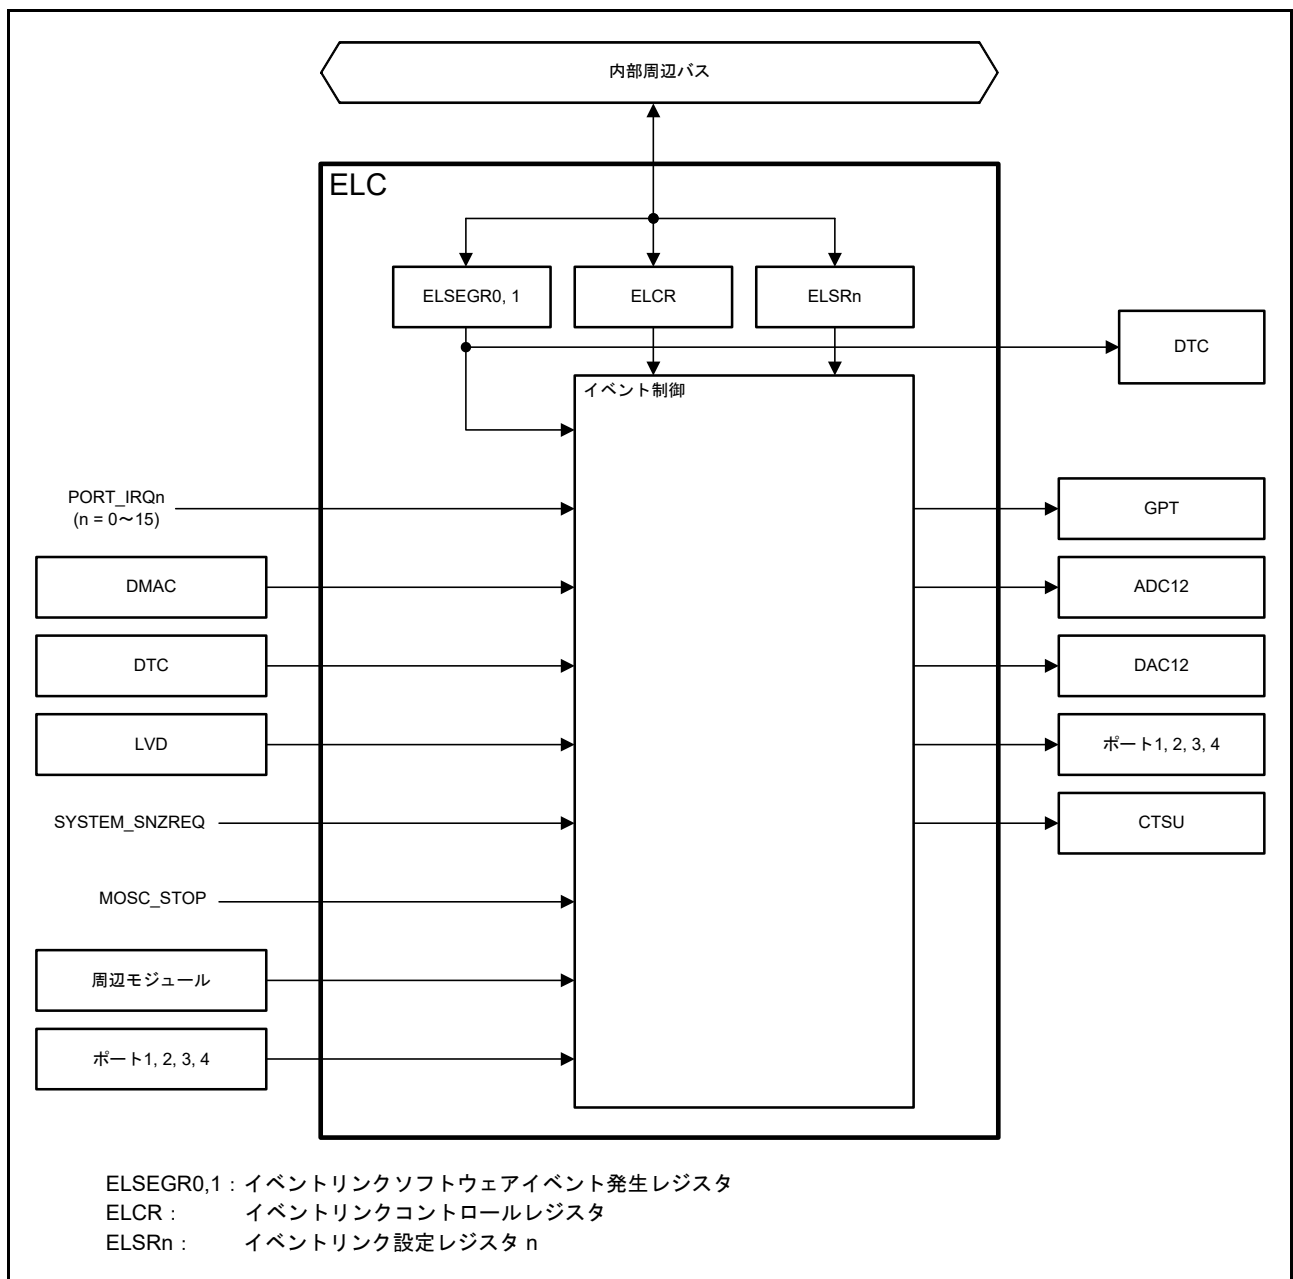 内部周辺バス
ELC
ELSEGR0, 1
ELCR
ELSRn
DTC
イベント制御
PORT_IRQn
(n = 0～15)
GPT
DMAC
ADC12
DTC
DAC12
LVD
ポート1, 2, 3, 4
SYSTEM_SNZREQ
CTSU
MOSC_STOP
周辺モジュール
ポート1, 2, 3, 4
ELSEGR0,1 : イベントリンクソフトウェアイベント発生レジスタ
ELCR : イベントリンクコントロールレジスタ
ELSRn : イベントリンク設定レジスタ n